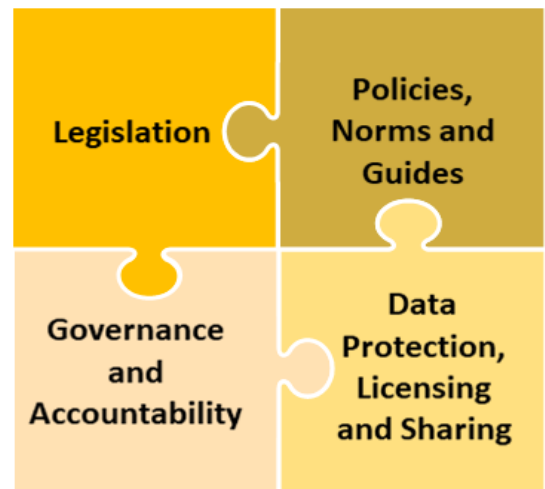 Legislation
Policies,
Norms and
Guides
Governance
and
Accountability
Data
Protection,
Licensing
and Sharing